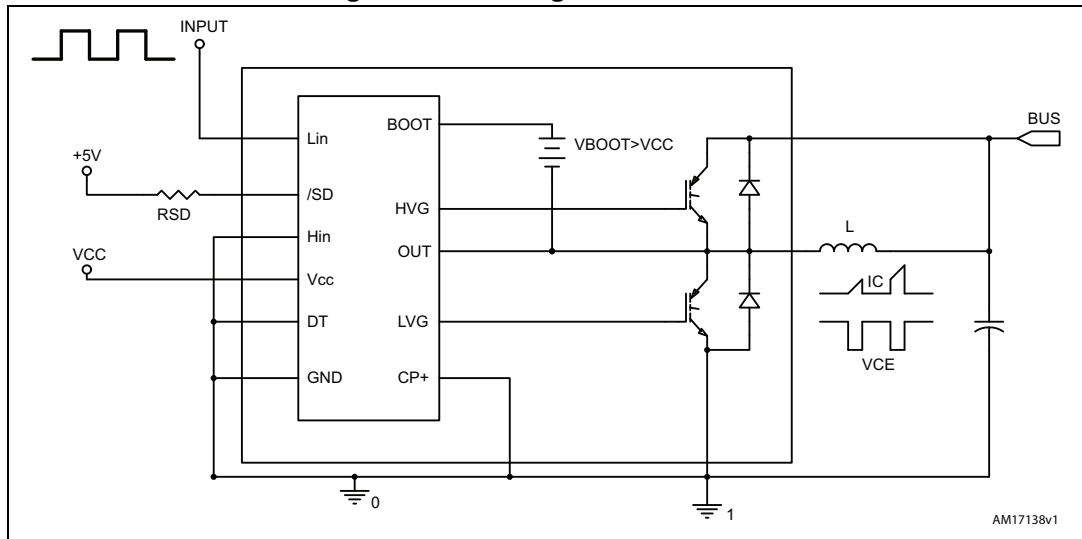 INPUT
BUS
Lin
BOOT
VBOOT>VCC
+5V
RSD
/SD
HVG
Hin
OUT
L
VCC
Vcc
IC
DT
LVG
VCE
GND
CP+
0
1
AM17138v1